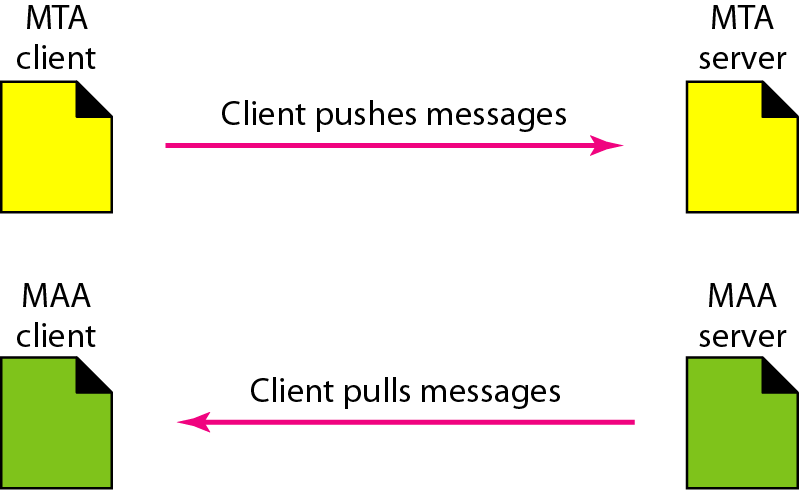 MTA
client
MTA
server
Client pushes messages
MAA
client
MAA
server
Client pulls messages